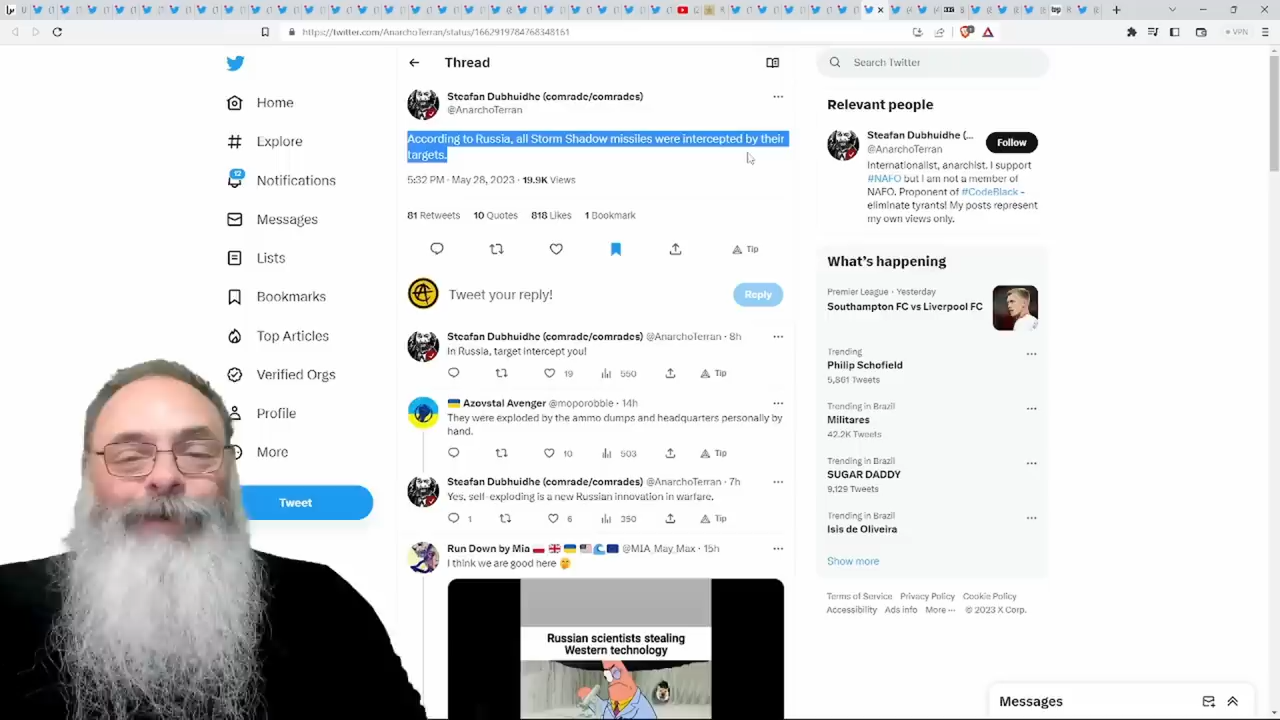 https://twitter.com/AnarchoTerran/status/1662919784768348161
VPN
Home
Explore
12
Notifications
Messages
Lists
Bookmarks
Top Articles
Verified Orgs
Profile
More
Tweet
Thread
Steafan Dubhuidhe (comrade/comrades)
@AnarchoTerran
According to Russia, all Storm Shadow missiles were intercepted by their
targets.
5:32 PM · May 28, 2023 · 19.9K Views
81 Retweets 10 Quotes 818 Likes 1 Bookmark
Tip
Tweet your reply!
Reply
Steafan Dubhuidhe (comrade/comrades) @AnarchoTerran · 8h
In Russia, target intercept you!
19 550 Tip
Azovstal Avenger @moporobble · 14h
They were exploded by the ammo dumps and headquarters personally by
hand.
10 503 Tip
Steafan Dubhuidhe (comrade/comrades) @AnarchoTerran · 7h
Yes, self-exploding is a new Russian innovation in warfare.
1 6 350 Tip
Run Down by Mia @MIA_May_Max · 15h
I think we are good here
Russian scientists stealing
Western technology
Search Twitter
Relevant people
Steafan Dubhuidhe (...
@AnarchoTerran
Follow
Internationalist, anarchist. I support
#NAFO but I am not a member of
NAFO. Proponent of #CodeBlack -
eliminate tyrants! My posts represent
my own views only.
What's happening
Premier League · Yesterday
Southampton FC vs Liverpool FC
Trending
Philip Schofield
5,861 Tweets
Trending in Brazil
Militares
42.2K Tweets
Trending in Brazil
SUGAR DADDY
9,129 Tweets
Trending in Brazil
Isis de Oliveira
Show more
Terms of Service Privacy Policy Cookie Policy
Accessibility Ads info More ··· © 2023 X Corp.
Messages